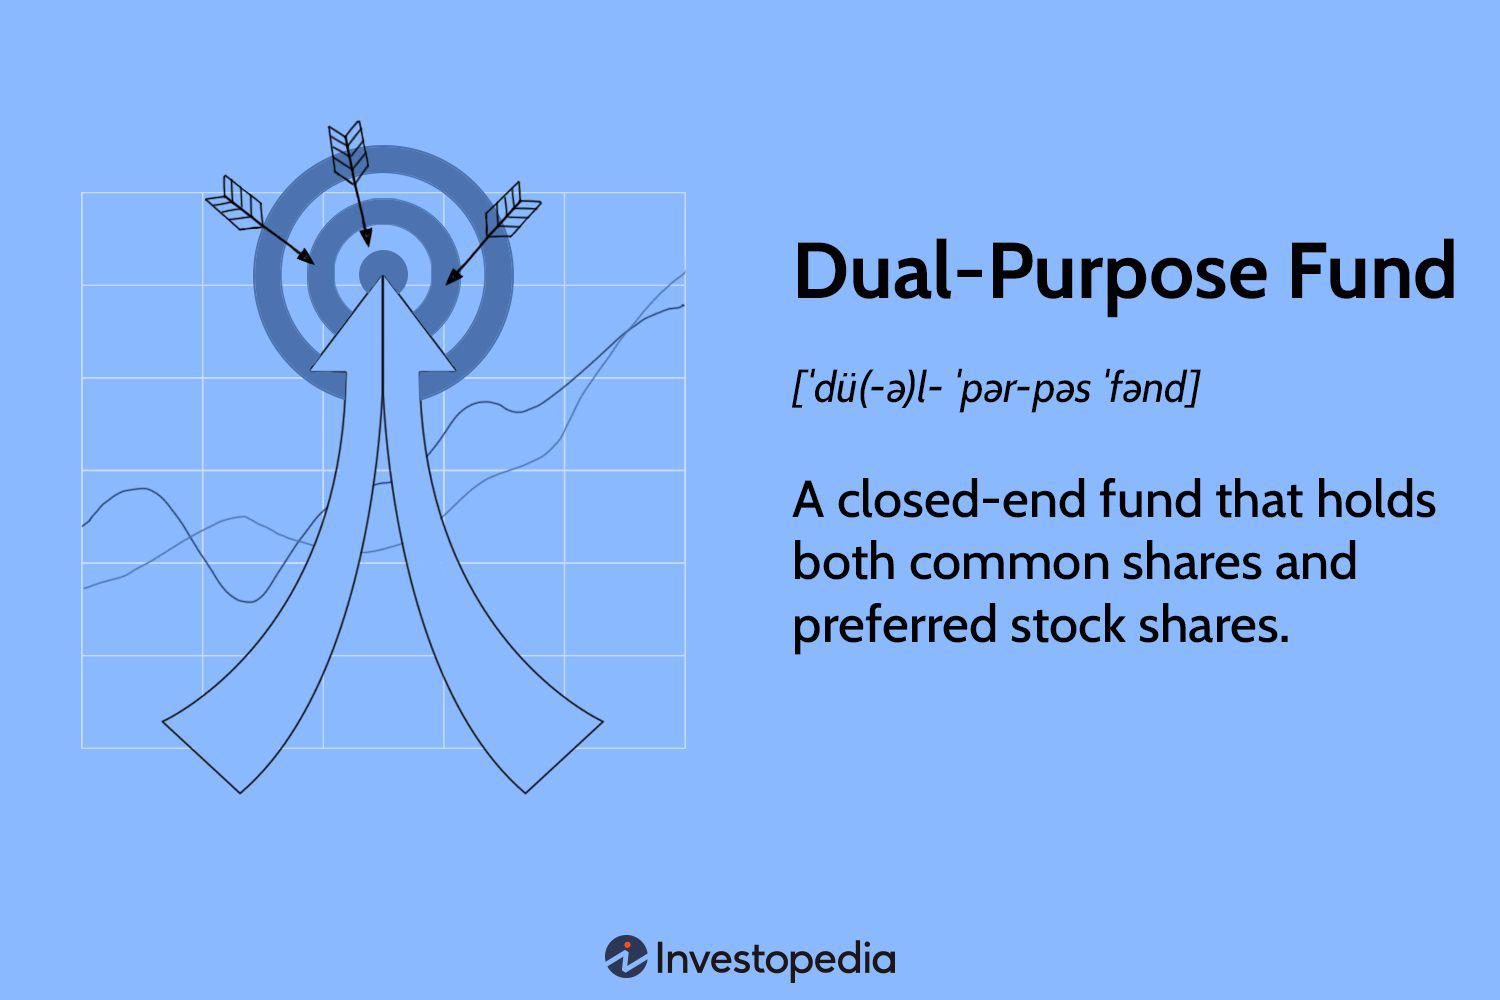 Dual-Purpose Fund
[ˈdü(-ə)l- ˈpər-pəs ˈfənd]
A closed-end fund that holds
both common shares and
preferred stock shares.
Investopedia